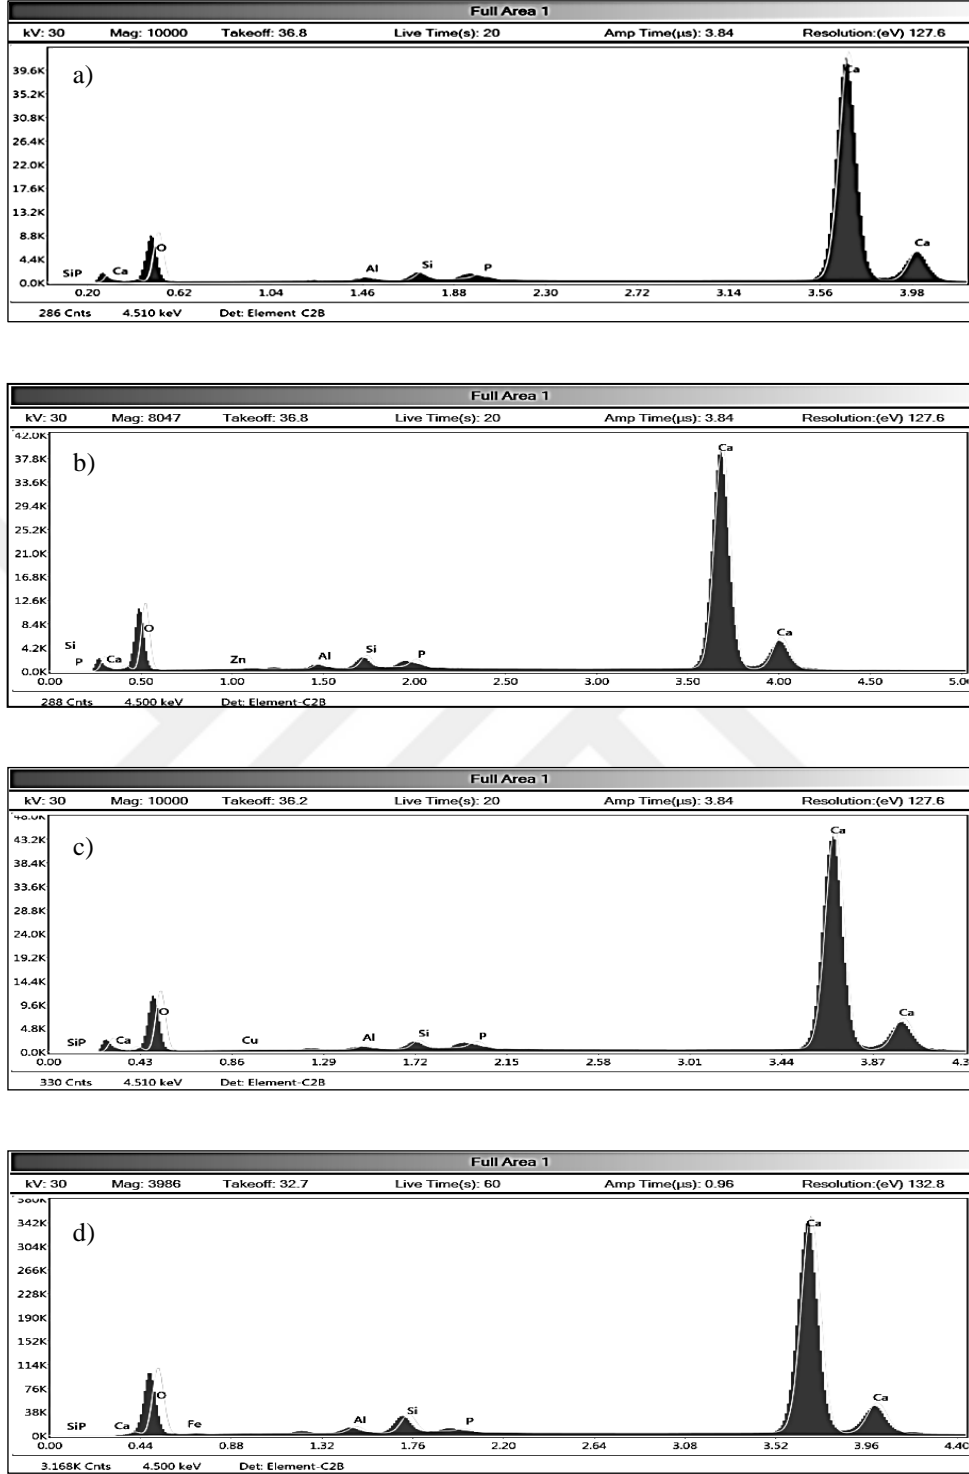 Full Area 1
kV: 30 Mag: 10000 Takeoff: 36.8 Live Time(s): 20 Amp Time(µs): 3.84 Resolution:(eV) 127.6
a)
39.6K
35.2K
30.8K
26.4K
22.0K
17.6K
13.2K
8.8K
4.4K
0.0K
SiP Ca O Al Si P Ca Ca
0.20 0.62 1.04 1.46 1.88 2.30 2.72 3.14 3.56 3.98
286 Cnts 4.510 keV Det: Element-C2B
Full Area 1
kV: 30 Mag: 8047 Takeoff: 36.8 Live Time(s): 20 Amp Time(µs): 3.84 Resolution:(eV) 127.6
b)
42.0K
37.8K
33.6K
29.4K
25.2K
21.0K
16.8K
12.6K
8.4K
4.2K
0.0K
Si P Ca O Zn Al Si P Ca Ca
0.00 0.50 1.00 1.50 2.00 2.50 3.00 3.50 4.00 4.50 5.00
288 Cnts 4.500 keV Det: Element-C2B
Full Area 1
kV: 30 Mag: 10000 Takeoff: 36.2 Live Time(s): 20 Amp Time(µs): 3.84 Resolution:(eV) 127.6
c)
48.0K
43.2K
38.4K
33.6K
28.8K
24.0K
19.2K
14.4K
9.6K
4.8K
0.0K
SiP Ca O Cu Al Si P Ca Ca
0.00 0.43 0.86 1.29 1.72 2.15 2.58 3.01 3.44 3.87 4.3
330 Cnts 4.510 keV Det: Element-C2B
Full Area 1
kV: 30 Mag: 3986 Takeoff: 32.7 Live Time(s): 60 Amp Time(µs): 0.96 Resolution:(eV) 132.8
d)
380K
342K
304K
266K
228K
190K
152K
114K
76K
38K
0.0K
SiP Ca O Fe Al Si P Ca Ca
0.00 0.44 0.88 1.32 1.76 2.20 2.64 3.08 3.52 3.96 4.40
3.168K Cnts 4.500 keV Det: Element-C2B